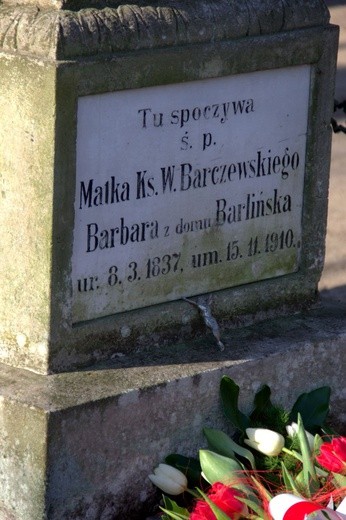 Tu spoczywa
ś. p.
Matka Ks. W. Barczewskiego
Barbara z domu Barlińska
ur. 8. 3. 1837, um. 15. 11. 1910.